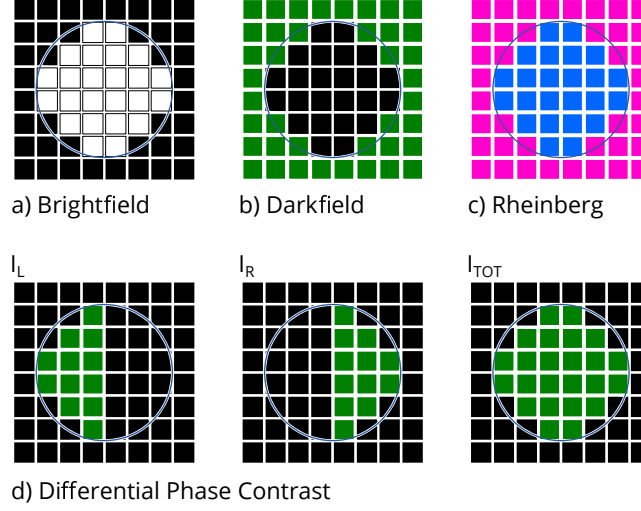 a) Brightfield
b) Darkfield
c) Rheinberg
I_L
I_R
I_TOT
d) Differential Phase Contrast